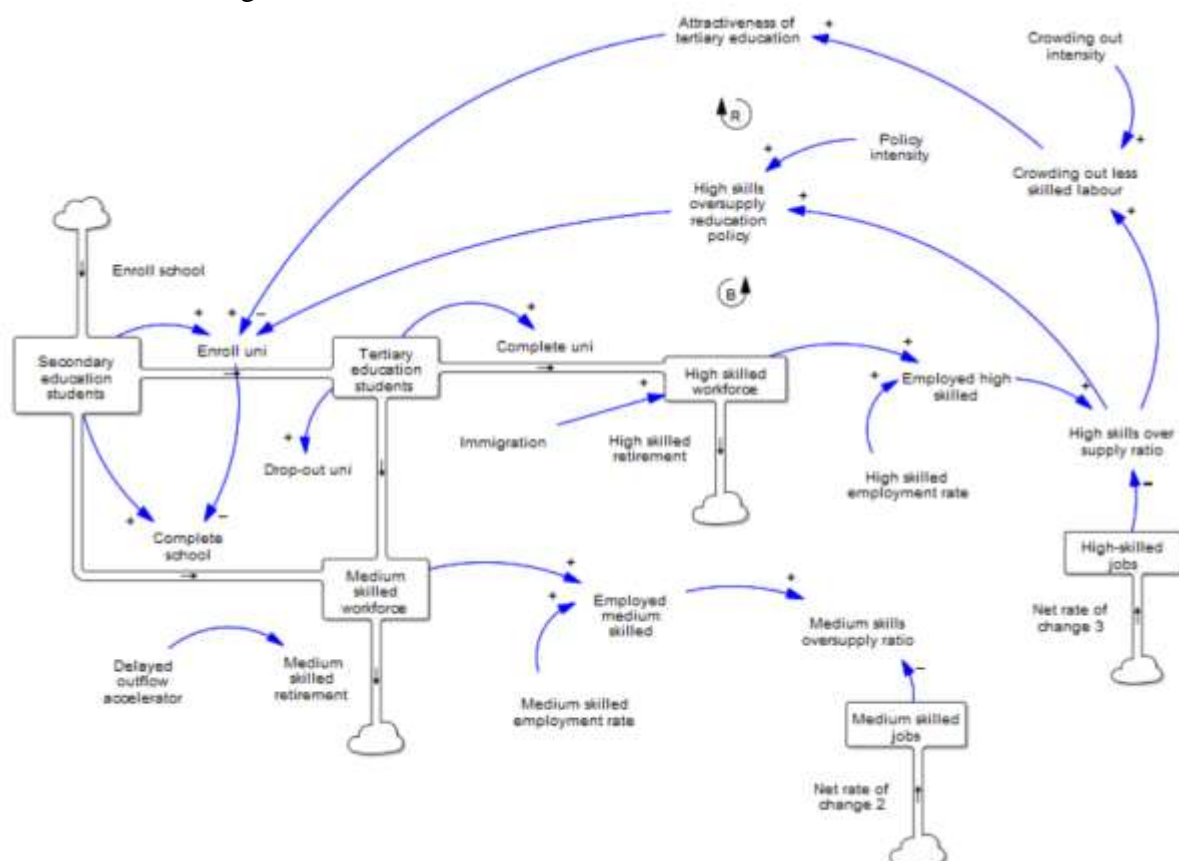 Attractiveness of
tertiary education
+
Crowding out
intensity
R
+
Policy
intensity
+
Crowding out less
skilled labour
High skills
oversupply
reducation
policy
+
+
Enroll school
B
+
+
-
+
Secondary
education
students
Enroll uni
Tertiary
education
students
Complete uni
High skilled
workforce
+
+
+
Employed high
skilled
+
Immigration
High skilled
retirement
High skills over
supply ratio
+
Drop-out uni
High skilled
employment rate
-
+
-
Complete
school
High-skilled
jobs
Medium
skilled
workforce
+
+
Employed
medium
skilled
+
Medium skills
oversupply ratio
Net rate of
change 3
Delayed
outflow
accelerator
Medium
skilled
retirement
Medium skilled
employment rate
-
Medium skilled
jobs
Net rate of
change 2